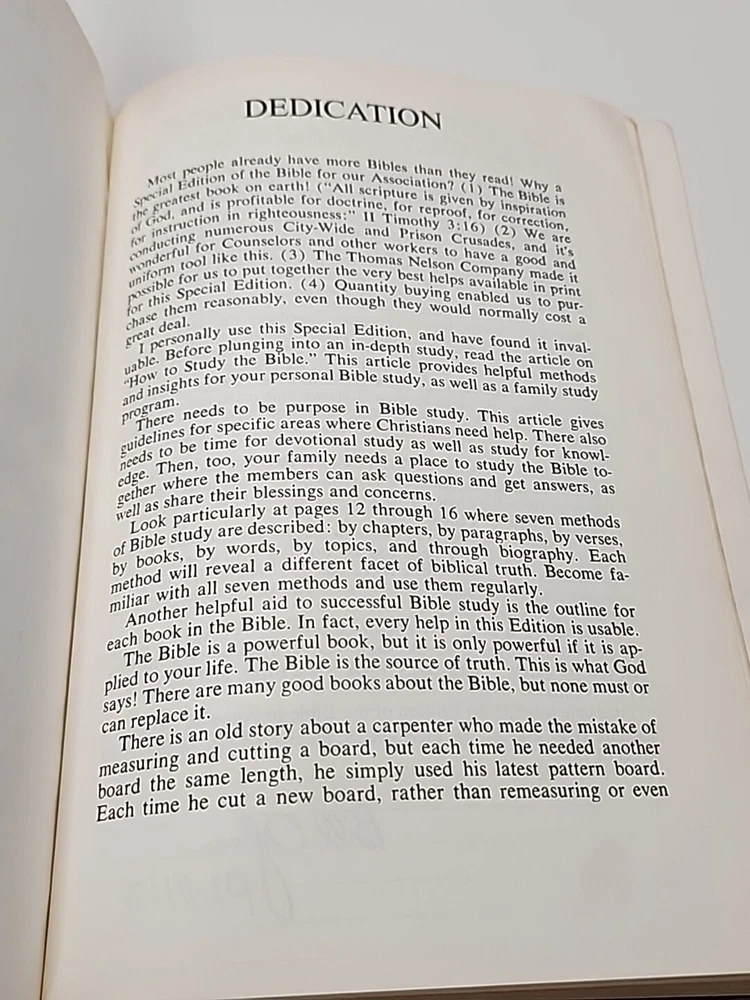 DEDICATION
Most people already have more Bibles than they read! Why a
Special Edition of the Bible for our Association? (1) The Bible is
the greatest book on earth! ("All scripture is given by inspiration
of God, and is profitable for doctrine, for reproof, for correction,
for instruction in righteousness:" II Timothy 3:16) (2) We are
conducting numerous City-Wide and Prison Crusades, and it's
wonderful for Counselors and other workers to have a good and
uniform tool like this. (3) The Thomas Nelson Company made it
possible for us to put together the very best helps available in print
for this Special Edition. (4) Quantity buying enabled us to pur-
chase them reasonably, even though they would normally cost a
great deal.
I personally use this Special Edition, and have found it inval-
uable. Before plunging into an in-depth study, read the article on
"How to Study the Bible." This article provides helpful methods
and insights for your personal Bible study, as well as a family study
program.
There needs to be purpose in Bible study. This article gives
guidelines for specific areas where Christians need help. There also
needs to be time for devotional study as well as study for knowl-
edge. Then, too, your family needs a place to study the Bible to-
gether where the members can ask questions and get answers, as
well as share their blessings and concerns.
Look particularly at pages 12 through 16 where seven methods
of Bible study are described: by chapters, by paragraphs, by verses,
by books, by words, by topics, and through biography. Each
method will reveal a different facet of biblical truth. Become fa-
miliar with all seven methods and use them regularly.
Another helpful aid to successful Bible study is the outline for
each book in the Bible. In fact, every help in this Edition is usable.
The Bible is a powerful book, but it is only powerful if it is ap-
plied to your life. The Bible is the source of truth. This is what God
says! There are many good books about the Bible, but none must or
can replace it.
There is an old story about a carpenter who made the mistake of
measuring and cutting a board, but each time he needed another
board the same length, he simply used his latest pattern board.
Each time he cut a new board, rather than remeasuring or even